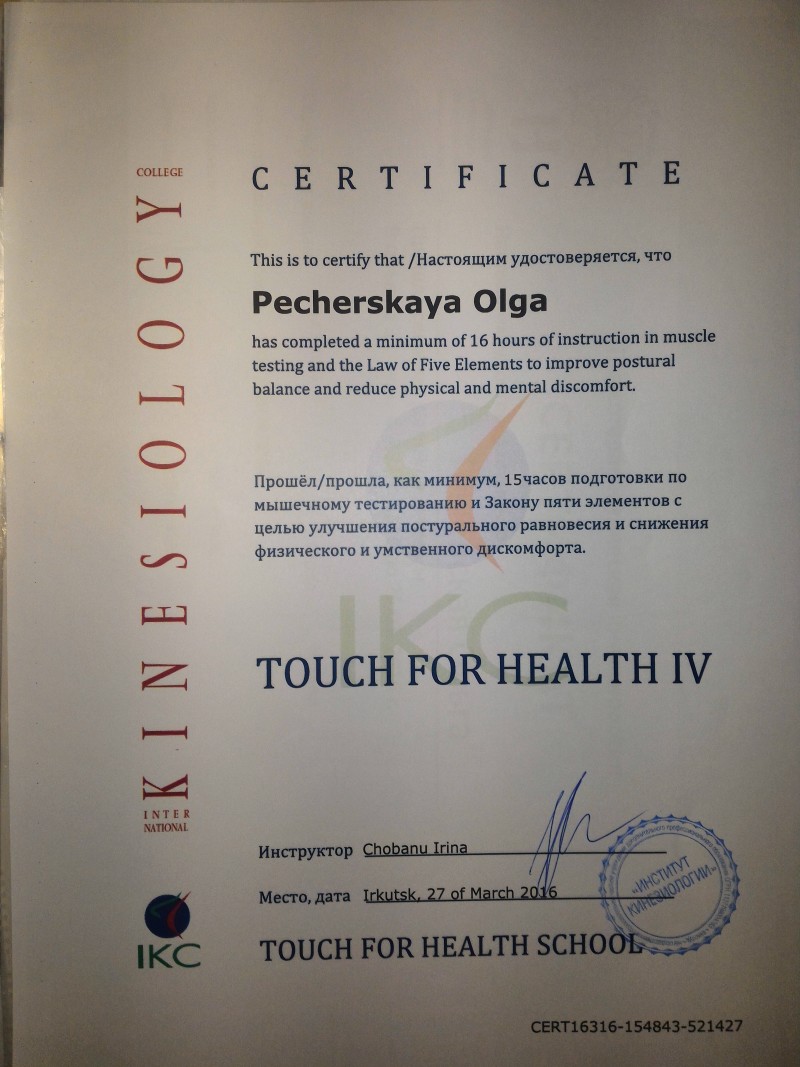 COLLEGE
KINESIOLOGY
INTER
NATIONAL
IKC
CERTIFICATE
This is to certify that /Настоящим удостоверяется, что
Pecherskaya Olga
has completed a minimum of 16 hours of instruction in muscle
testing and the Law of Five Elements to improve postural
balance and reduce physical and mental discomfort.
Прошёл/прошла, как минимум, 15часов подготовки по
мышечному тестированию и Закону пяти элементов с
целью улучшения постурального равновесия и снижения
физического и умственного дискомфорта.
IKC
TOUCH FOR HEALTH IV
Инструктор Chobanu Irina
Место, дата Irkutsk, 27 of March 2016
«ИНСТИТУТ
КИНЕЗИОЛОГИИ»
TOUCH FOR HEALTH SCHOOL
CERT16316-154843-521427